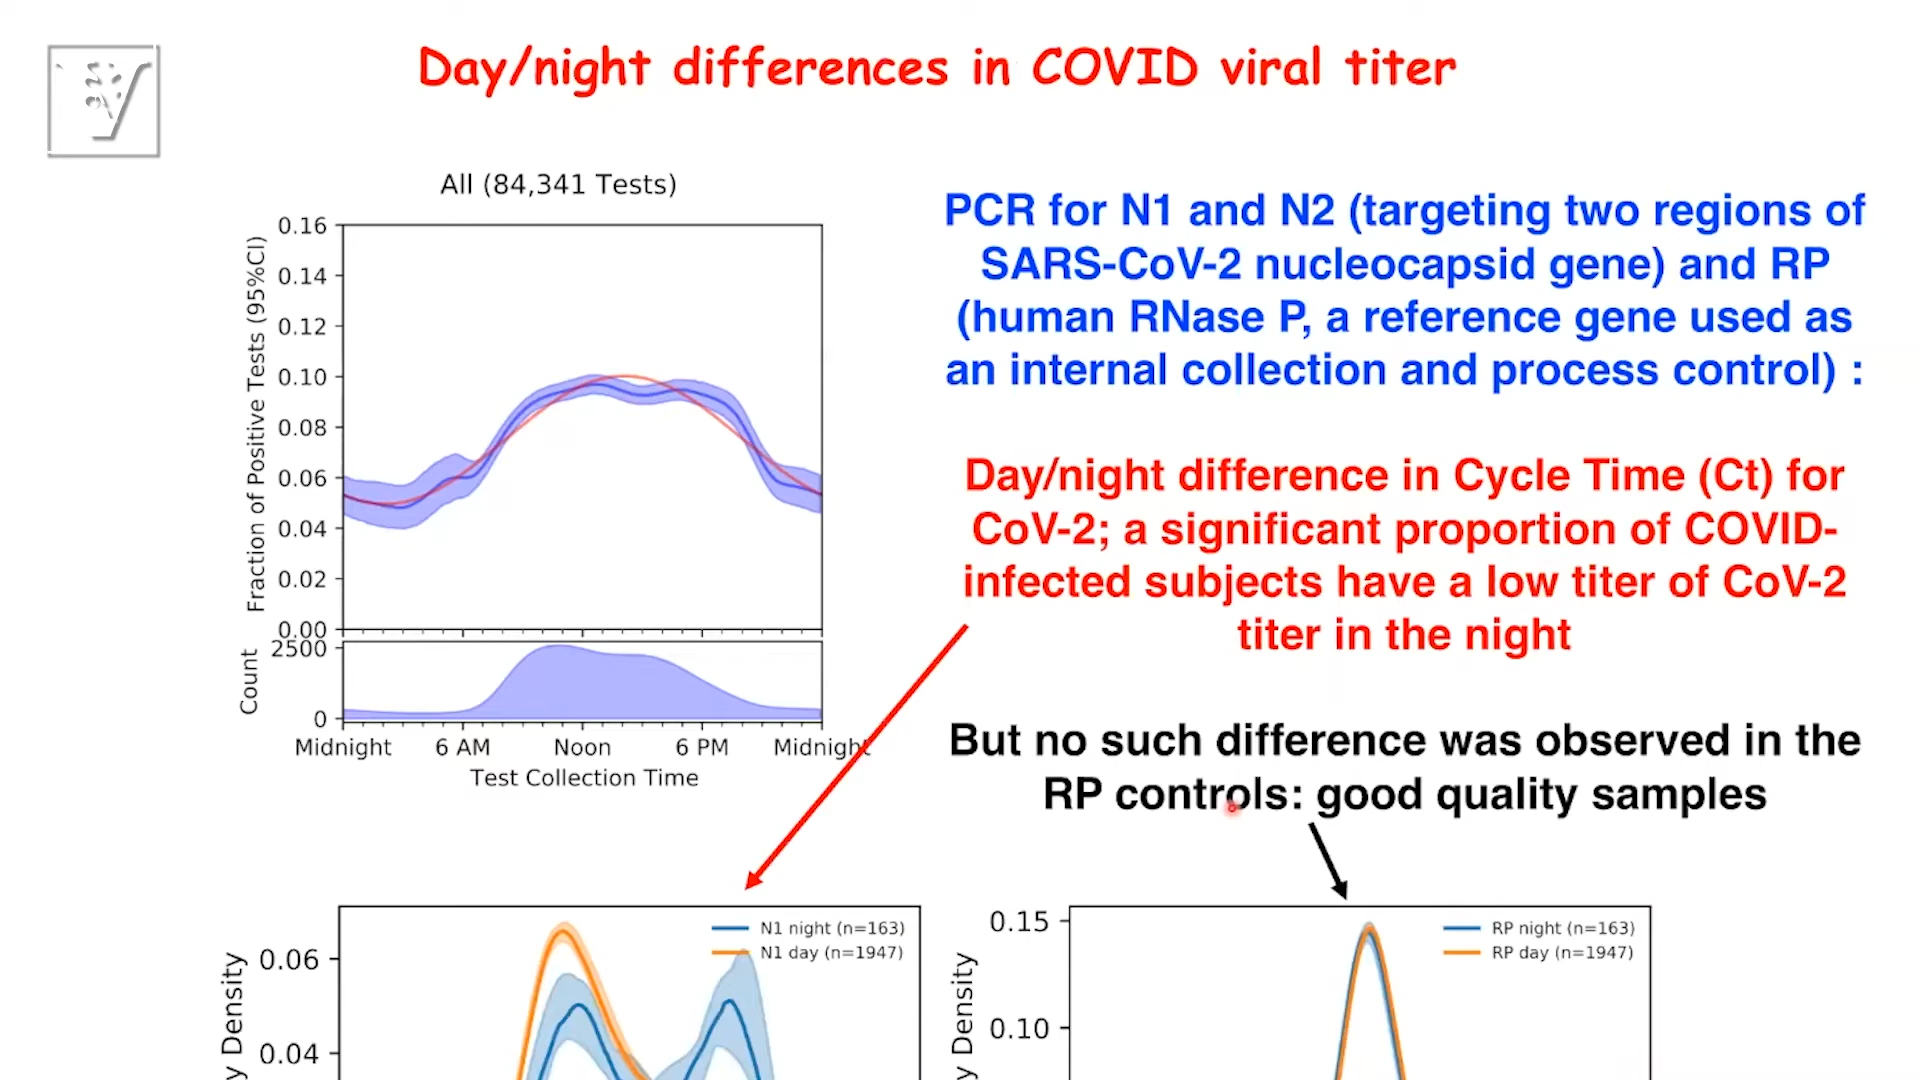 Day/night differences in COVID viral titer
All (84,341 Tests)
Fraction of Positive Tests (95%CI)
0.16
0.14
0.12
0.10
0.08
0.06
0.04
0.02
0.00
Count
2500
0
Midnight 6 AM Noon 6 PM Midnight
Test Collection Time
PCR for N1 and N2 (targeting two regions of
SARS-CoV-2 nucleocapsid gene) and RP
(human RNase P, a reference gene used as
an internal collection and process control) :
Day/night difference in Cycle Time (Ct) for
CoV-2; a significant proportion of COVID-
infected subjects have a low titer of CoV-2
titer in the night
But no such difference was observed in the
RP controls: good quality samples
y Density
0.06
0.04
N1 night (n=163)
N1 day (n=1947)
y Density
0.15
0.10
RP night (n=163)
RP day (n=1947)